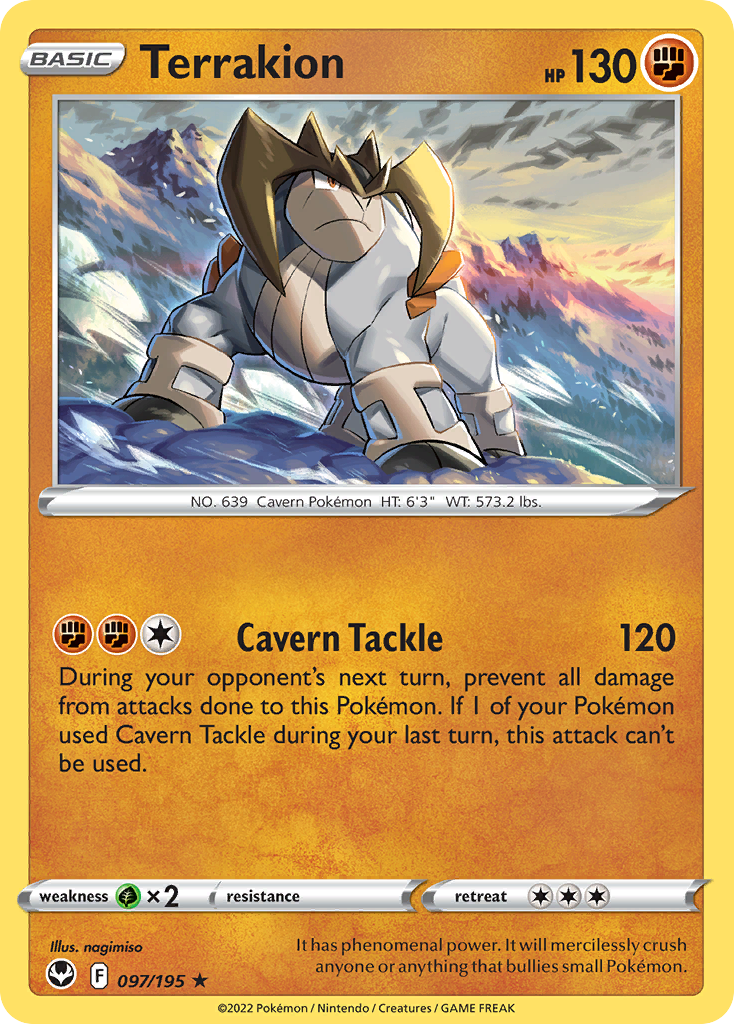 BASIC Terrakion HP 130
NO. 639 Cavern Pokémon HT: 6'3" WT: 573.2 lbs.
Cavern Tackle 120
During your opponent's next turn, prevent all damage
from attacks done to this Pokémon. If 1 of your Pokémon
used Cavern Tackle during your last turn, this attack can't
be used.
weakness ×2 resistance retreat
Illus. nagimiso
It has phenomenal power. It will mercilessly crush
anyone or anything that bullies small Pokémon.
F 097/195 ★
©2022 Pokémon / Nintendo / Creatures / GAME FREAK